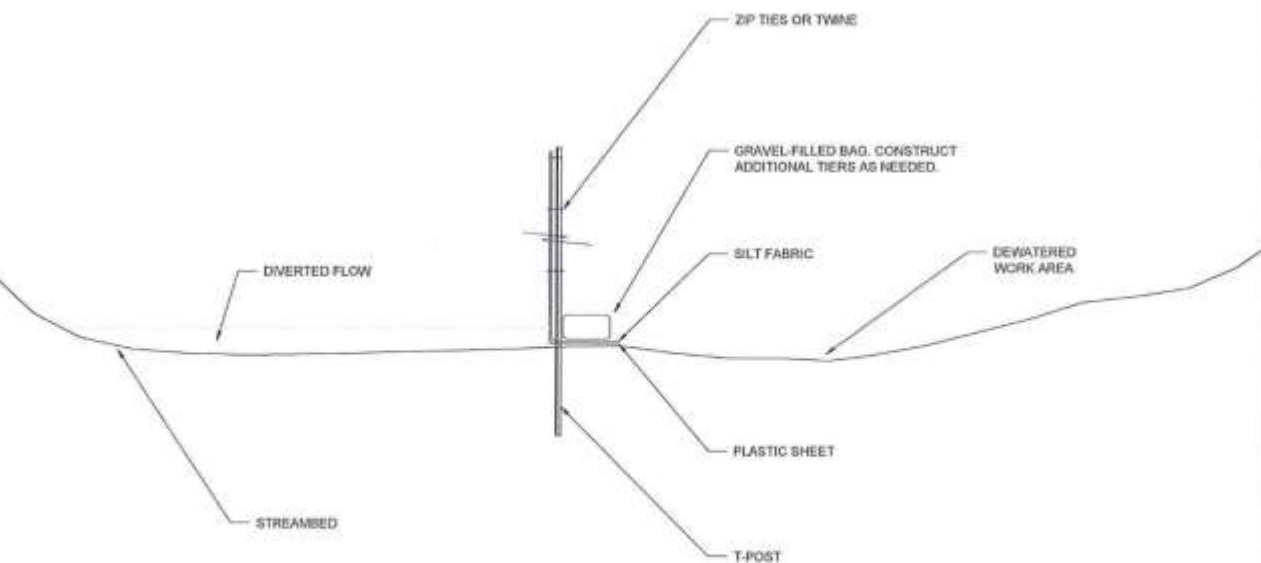 ZIP TIES OR TWINE
GRAVEL-FILLED BAG. CONSTRUCT
ADDITIONAL TIERS AS NEEDED.
SILT FABRIC
DEWATERED
WORK AREA
DIVERTED FLOW
PLASTIC SHEET
STREAMBED
T-POST